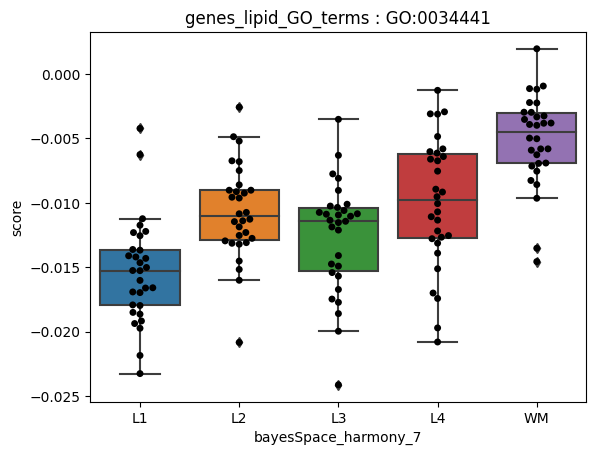 genes_lipid_GO_terms : GO:0034441
0.000
−0.005
−0.010
−0.015
−0.020
−0.025
score
L1 L2 L3 L4 WM
bayesSpace_harmony_7